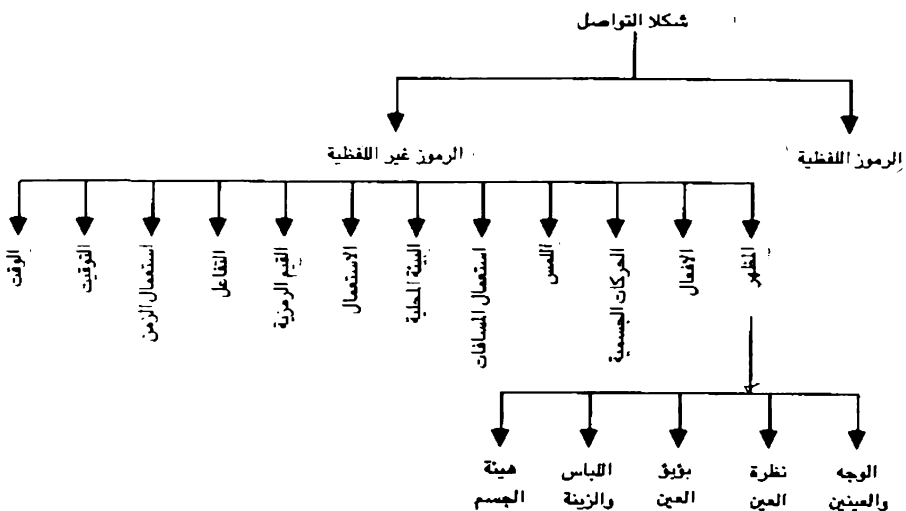 شكلا التواصل
الرموز اللفظية
الرموز غير اللفظية
المظهر
الافعال
الحركات الجسمية
اللمس
استعمال المسافات
البيئة المحلية
الاستعمال
القيم الرمزية
التفاعل
استعمال الزمن
التوقيت
الوقت
الوجه
والعينين
نظرة
العين
بؤبؤ
العين
اللباس
والزينة
هيئة
الجسم